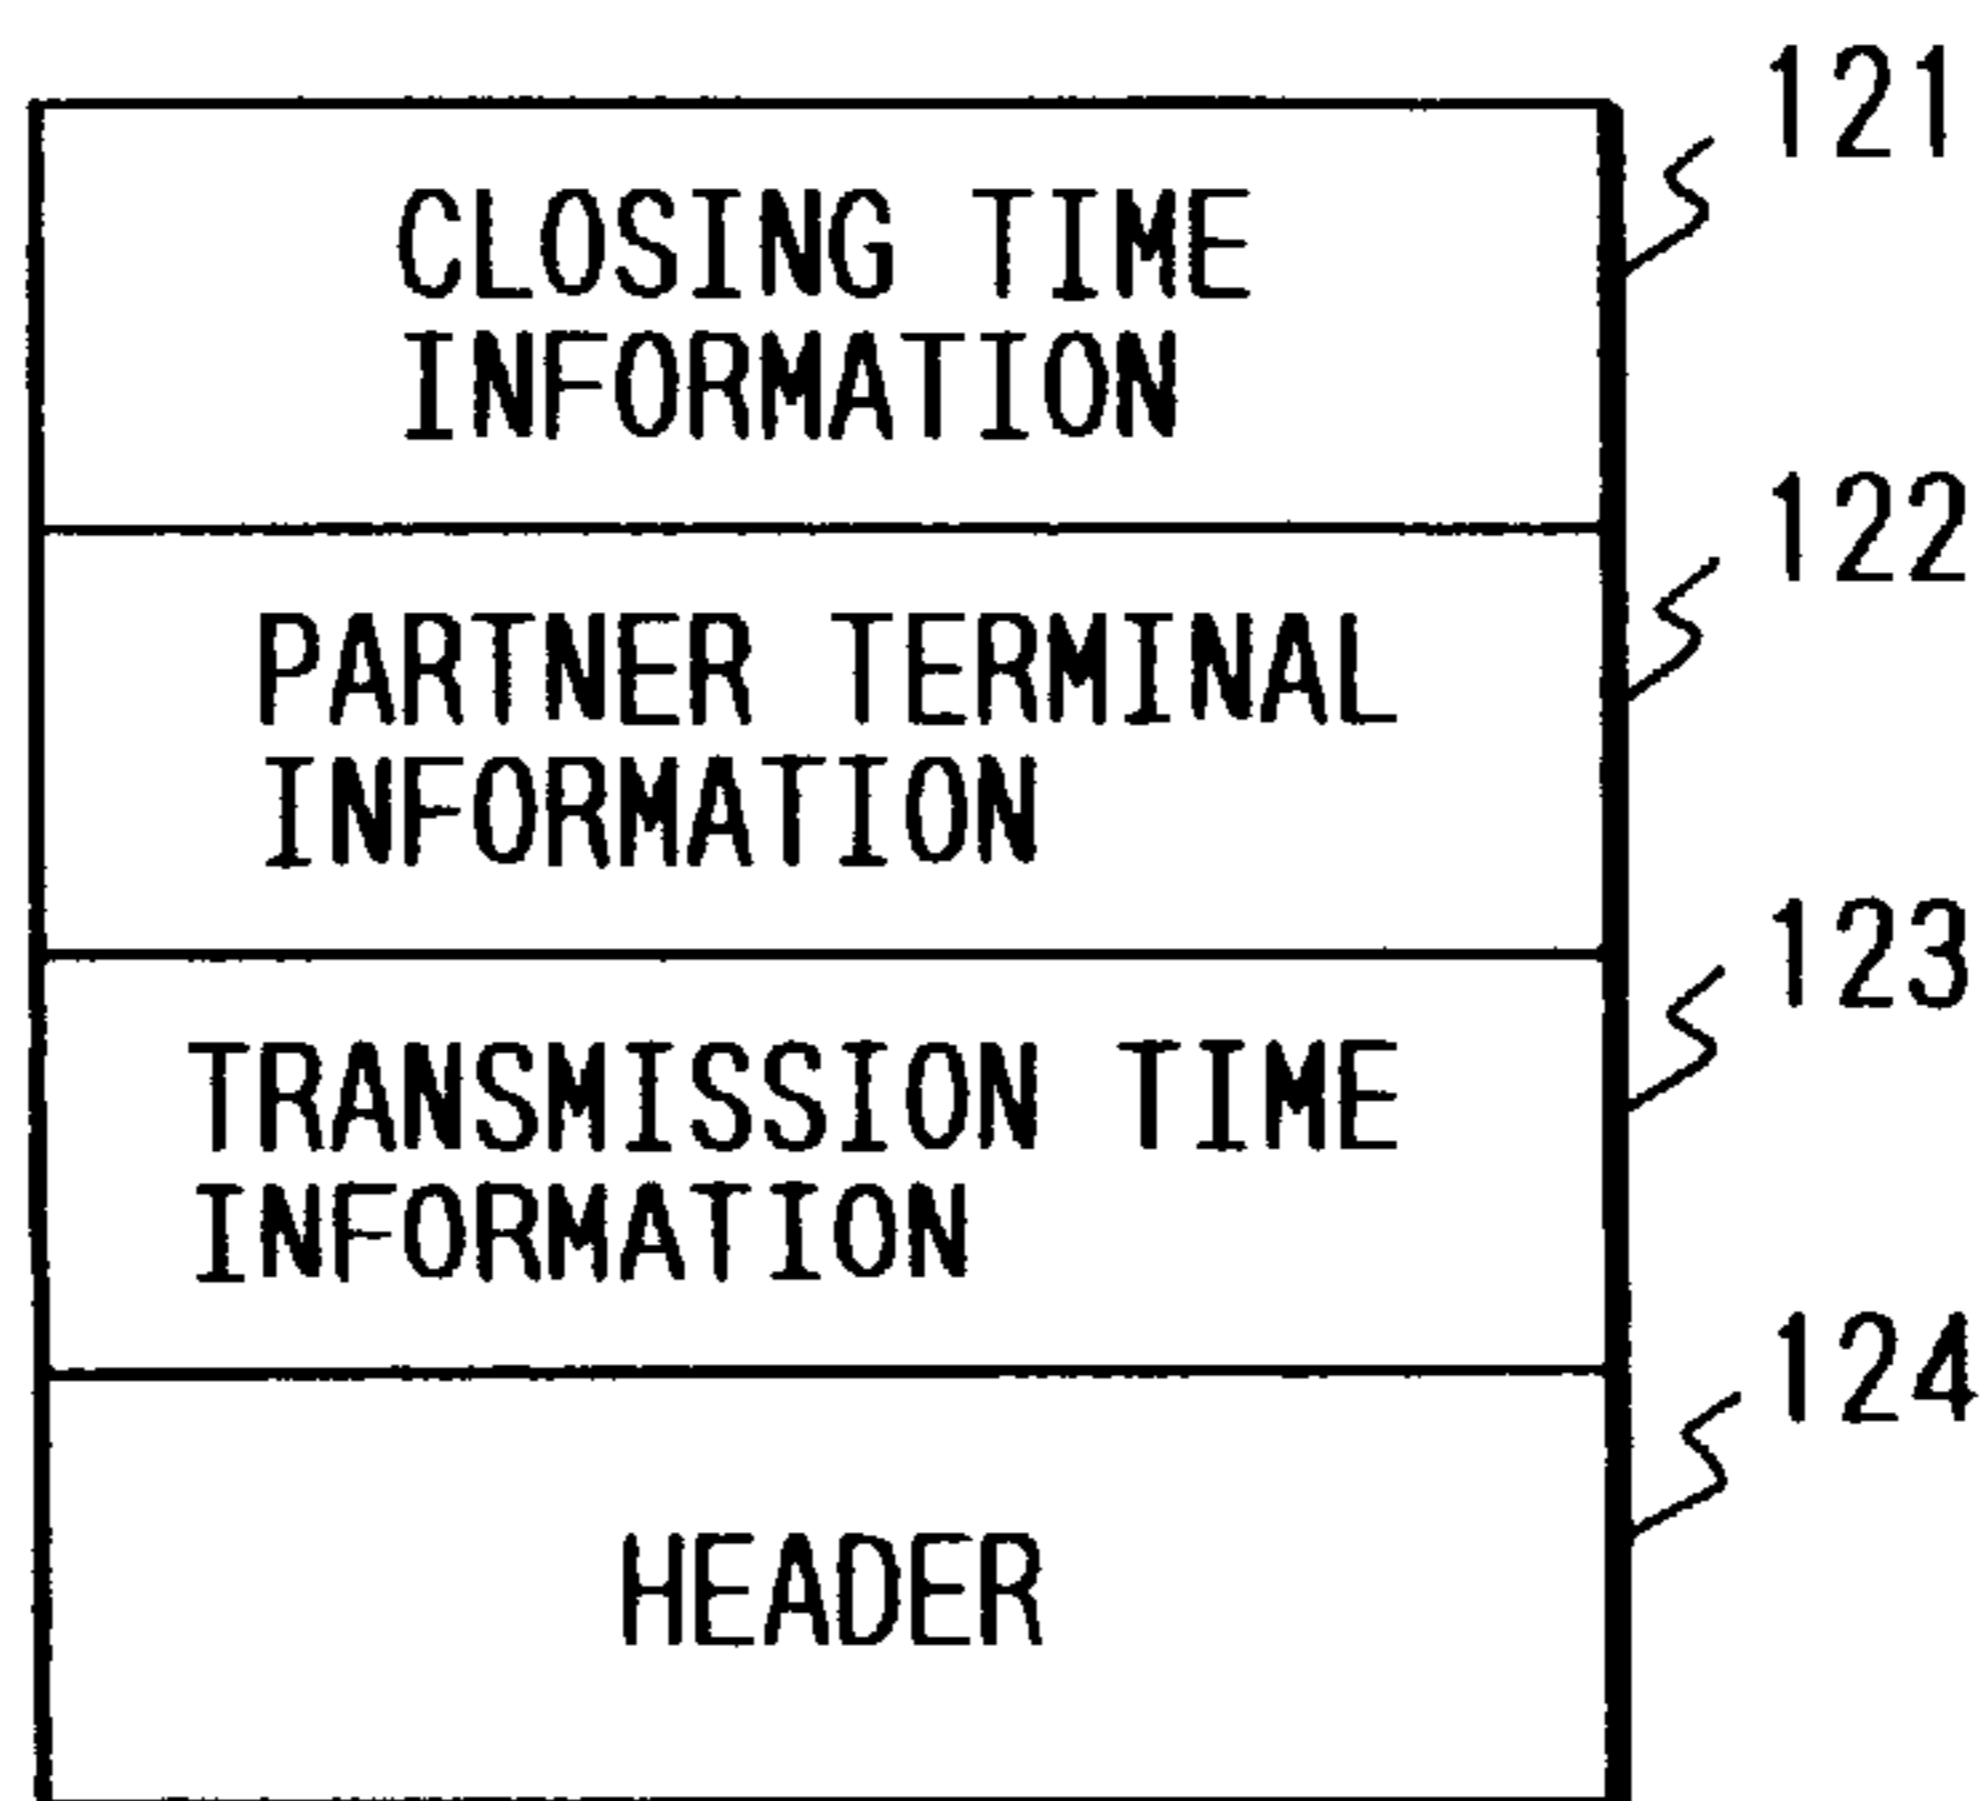 121
CLOSING TIME
INFORMATION
122
PARTNER TERMINAL
INFORMATION
123
TRANSMISSION TIME
INFORMATION
124
HEADER